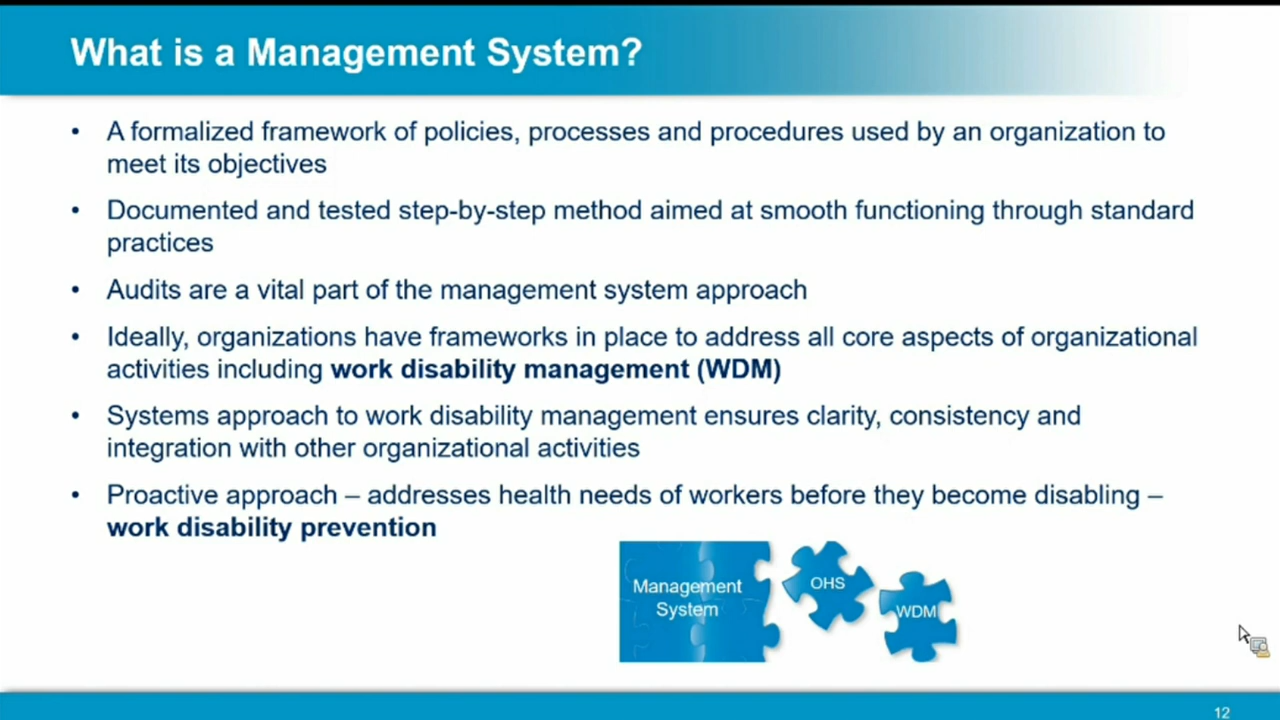 What is a Management System?
• A formalized framework of policies, processes and procedures used by an organization to
meet its objectives
• Documented and tested step-by-step method aimed at smooth functioning through standard
practices
• Audits are a vital part of the management system approach
• Ideally, organizations have frameworks in place to address all core aspects of organizational
activities including work disability management (WDM)
• Systems approach to work disability management ensures clarity, consistency and
integration with other organizational activities
• Proactive approach – addresses health needs of workers before they become disabling –
work disability prevention
Management
System
OHS
WDM
12